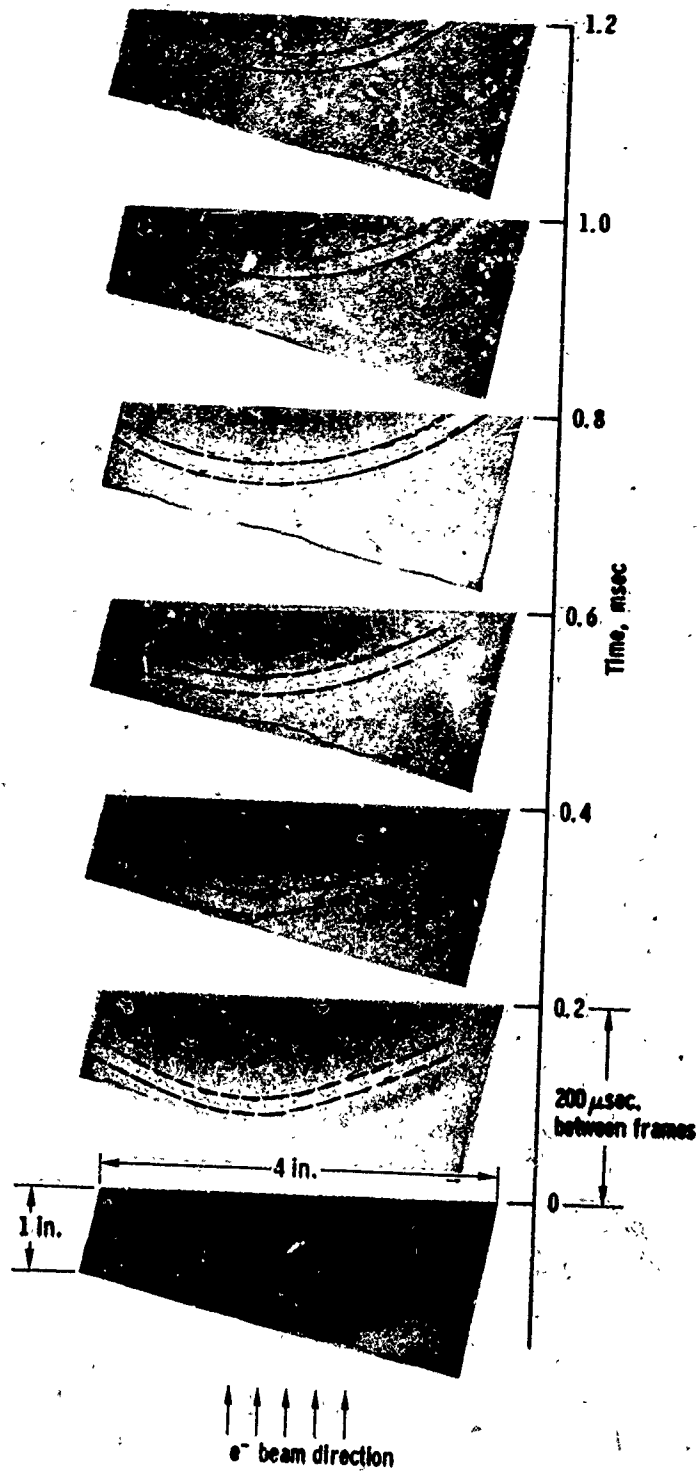 1.2
1.0
0.8
0.6
Time, msec
0.4
0.2
200 μsec.
between frames
4 in.
0
1 in.
e⁻ beam direction